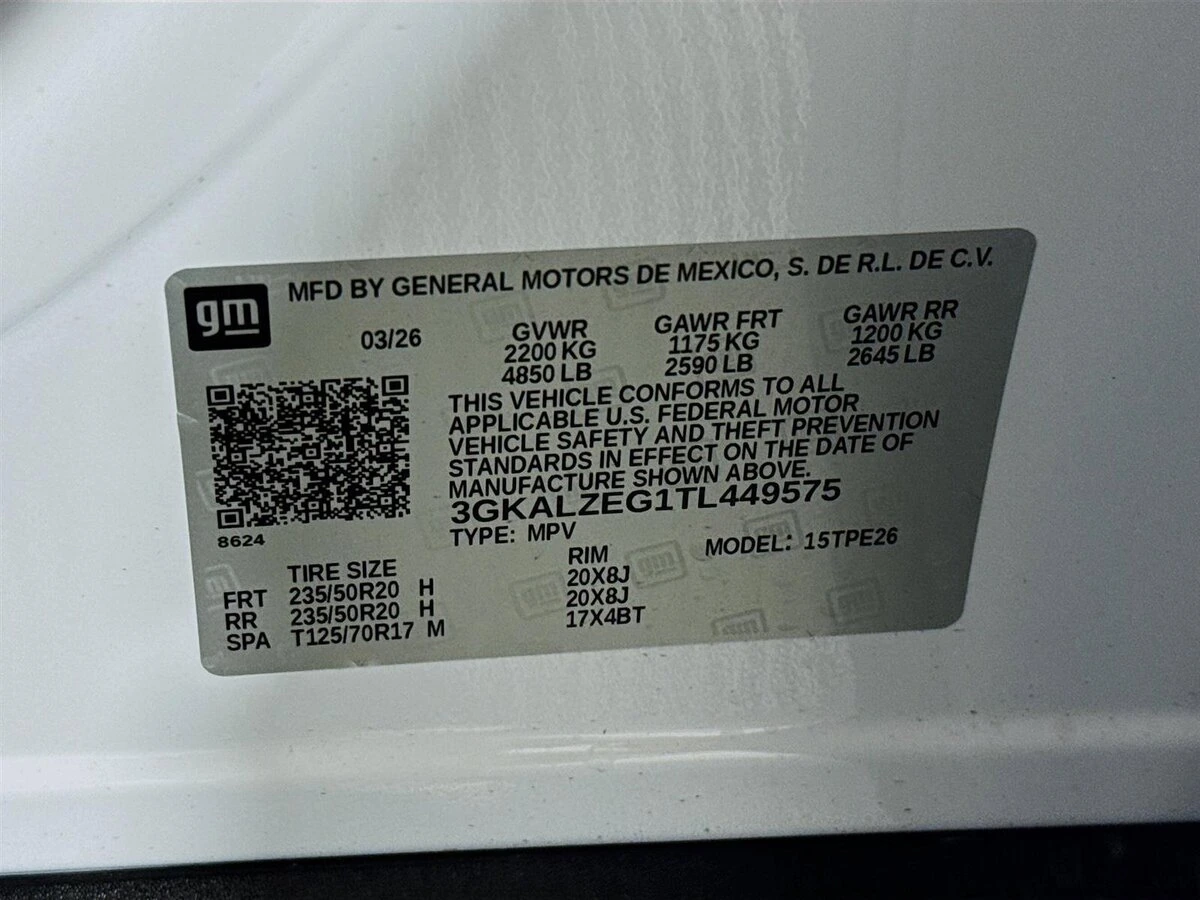 gm
MFD BY GENERAL MOTORS DE MEXICO, S. DE R.L. DE C.V.
03/26 GVWR GAWR FRT GAWR RR
2200 KG 1175 KG 1200 KG
4850 LB 2590 LB 2645 LB
THIS VEHICLE CONFORMS TO ALL
APPLICABLE U.S. FEDERAL MOTOR
VEHICLE SAFETY AND THEFT PREVENTION
STANDARDS IN EFFECT ON THE DATE OF
MANUFACTURE SHOWN ABOVE.
3GKALZEG1TL449575
8624
TYPE: MPV MODEL: 15TPE26
TIRE SIZE RIM
FRT 235/50R20 H 20X8J
RR 235/50R20 H 20X8J
SPA T125/70R17 M 17X4BT